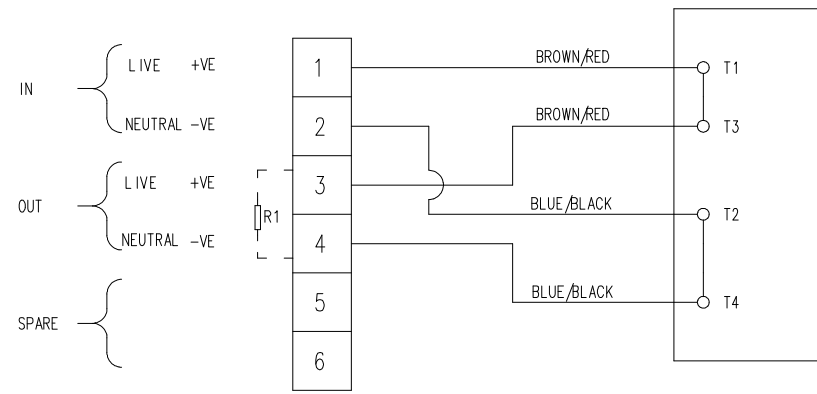 IN
LIVE +VE
NEUTRAL -VE
OUT
LIVE +VE
NEUTRAL -VE
SPARE
R1
1
2
3
4
5
6
BROWN/RED
BROWN/RED
BLUE/BLACK
BLUE/BLACK
T1
T3
T2
T4